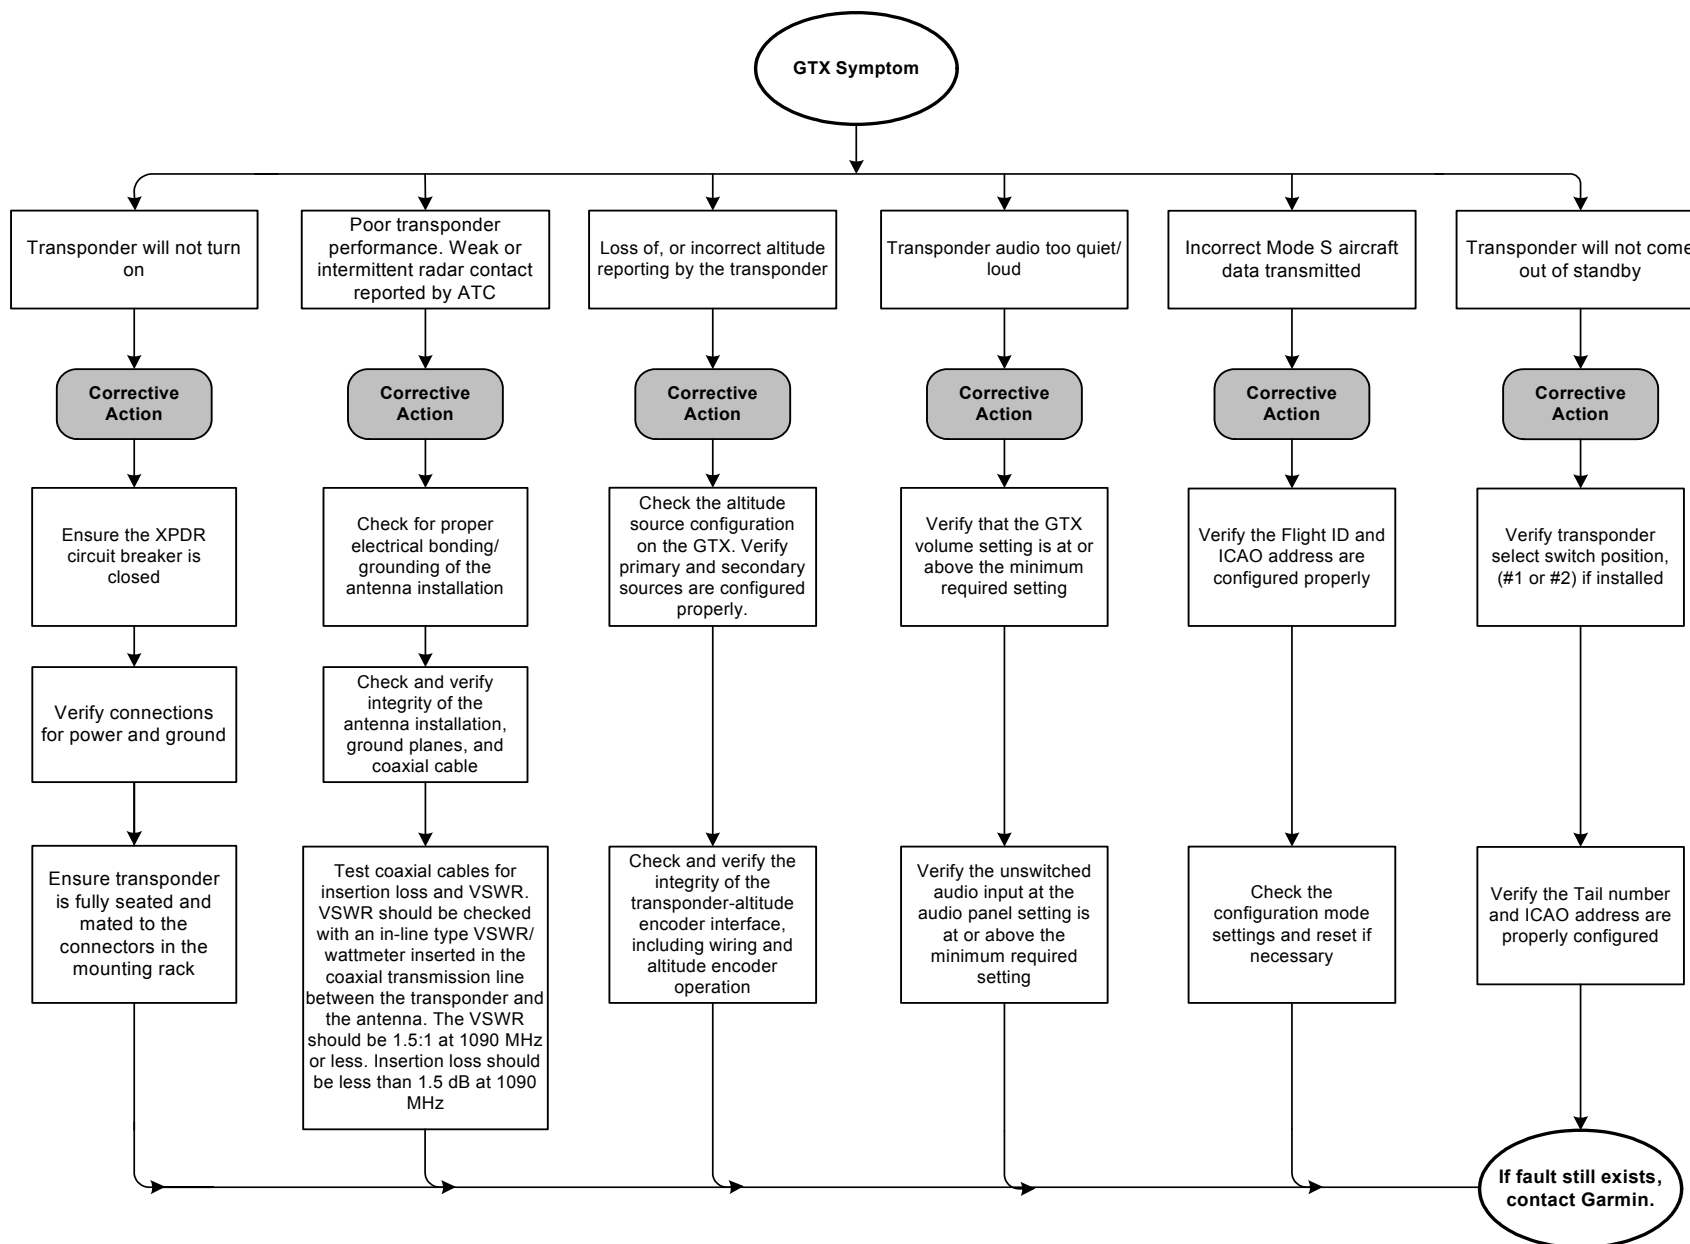 GTX Symptom
Transponder will not turn
on
Poor transponder
performance. Weak or
intermittent radar contact
reported by ATC
Loss of, or incorrect altitude
reporting by the transponder
Transponder audio too quiet/
loud
Incorrect Mode S aircraft
data transmitted
Transponder will not come
out of standby
Corrective
Action
Corrective
Action
Corrective
Action
Corrective
Action
Corrective
Action
Corrective
Action
Ensure the XPDR
circuit breaker is
closed
Check for proper
electrical bonding/
grounding of the
antenna installation
Check the altitude
source configuration
on the GTX. Verify
primary and secondary
sources are configured
properly.
Verify that the GTX
volume setting is at or
above the minimum
required setting
Verify the Flight ID and
ICAO address are
configured properly
Verify transponder
select switch position,
(#1 or #2) if installed
Verify connections
for power and ground
Check and verify
integrity of the
antenna installation,
ground planes, and
coaxial cable
Ensure transponder
is fully seated and
mated to the
connectors in the
mounting rack
Test coaxial cables for
insertion loss and VSWR.
VSWR should be checked
with an in-line type VSWR/
wattmeter inserted in the
coaxial transmission line
between the transponder and
the antenna. The VSWR
should be 1.5:1 at 1090 MHz
or less. Insertion loss should
be less than 1.5 dB at 1090
MHz
Check and verify the
integrity of the
transponder-altitude
encoder interface,
including wiring and
altitude encoder
operation
Verify the unswitched
audio input at the
audio panel setting is
at or above the
minimum required
setting
Check the
configuration mode
settings and reset if
necessary
Verify the Tail number
and ICAO address are
properly configured
If fault still exists,
contact Garmin.